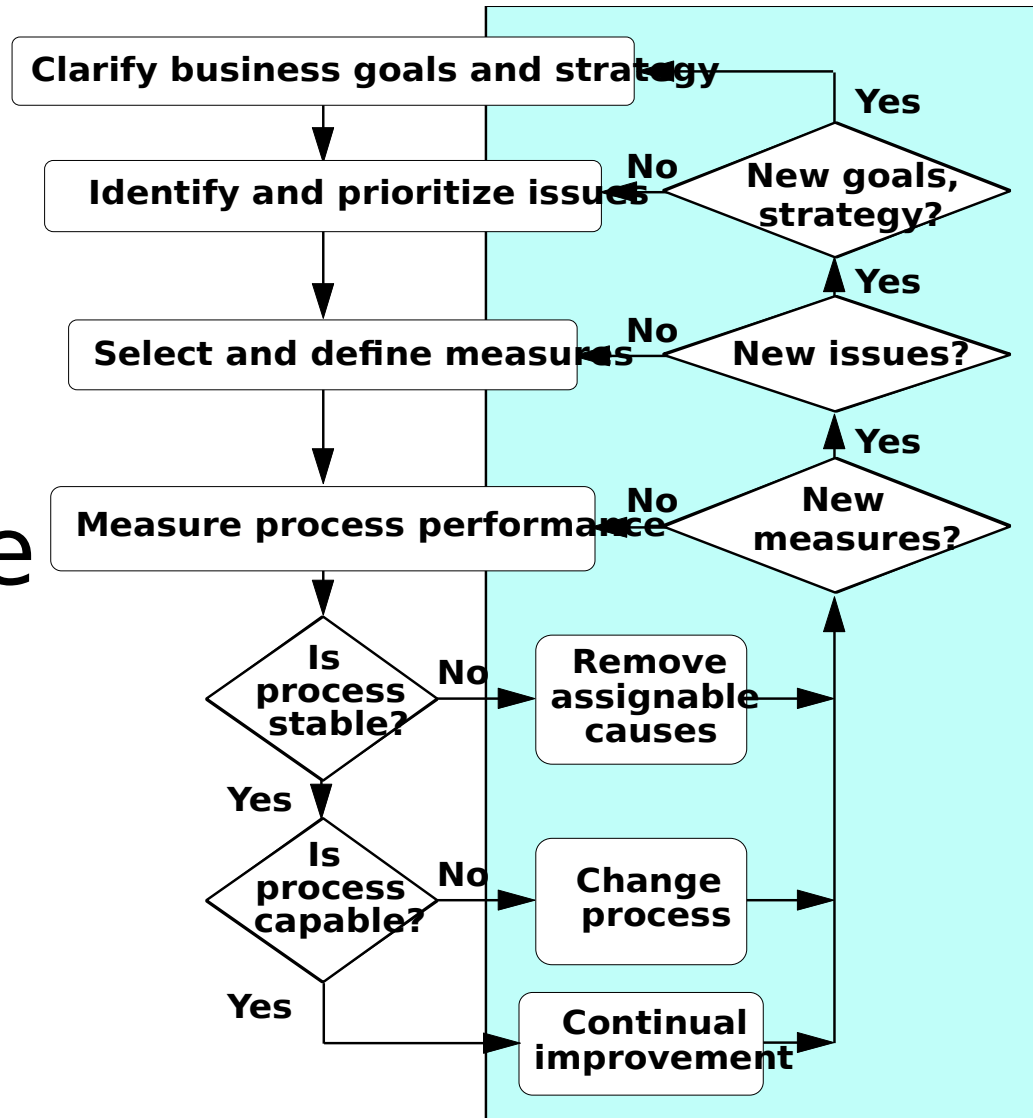 Clarify business goals and strategy
Yes
New goals,
strategy?
No
Identify and prioritize issues
Yes
New issues?
No
Select and define measures
Yes
New
measures?
No
Measure process performance
e
Is
process
stable?
No
Remove
assignable
causes
Yes
Is
process
capable?
No
Change
process
Yes
Continual
improvement